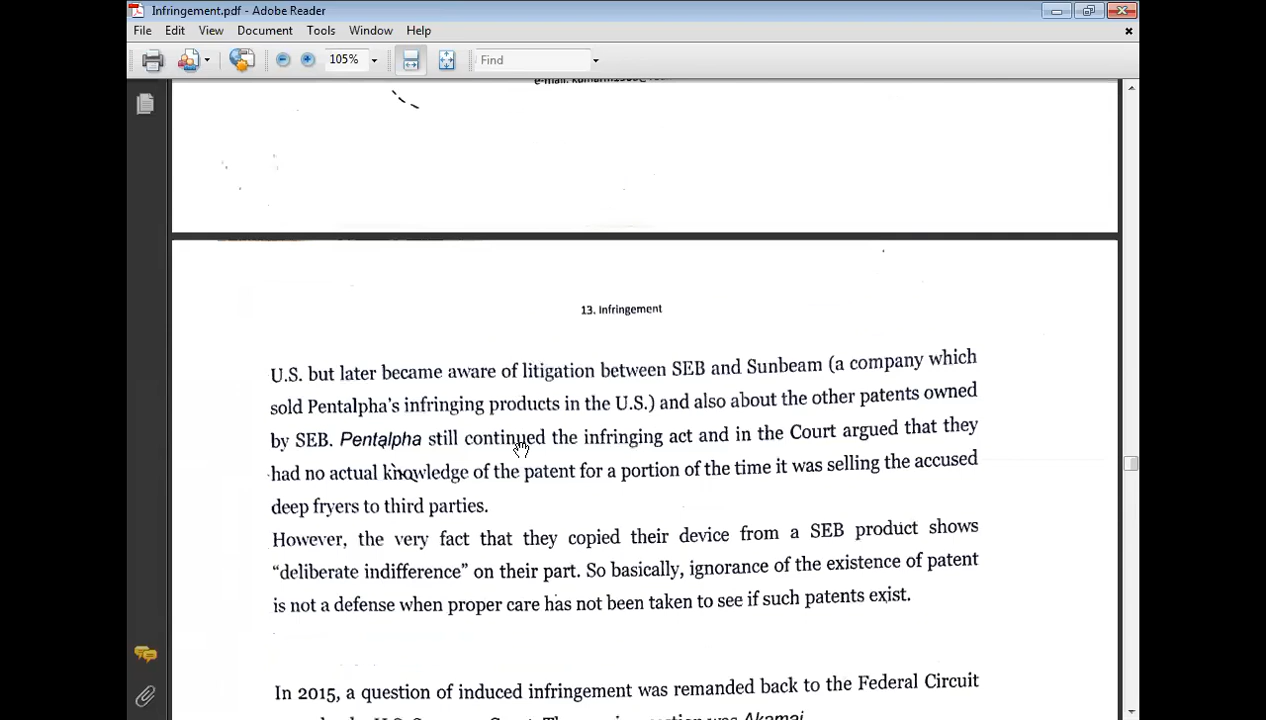 Infringement.pdf - Adobe Reader
File Edit View Document Tools Window Help
105% Find
13. Infringement
U.S. but later became aware of litigation between SEB and Sunbeam (a company which
sold Pentalpha's infringing products in the U.S.) and also about the other patents owned
by SEB. Pentalpha still continued the infringing act and in the Court argued that they
had no actual knowledge of the patent for a portion of the time it was selling the accused
deep fryers to third parties.
However, the very fact that they copied their device from a SEB product shows
“deliberate indifference” on their part. So basically, ignorance of the existence of patent
is not a defense when proper care has not been taken to see if such patents exist.
In 2015, a question of induced infringement was remanded back to the Federal Circuit
Akamai